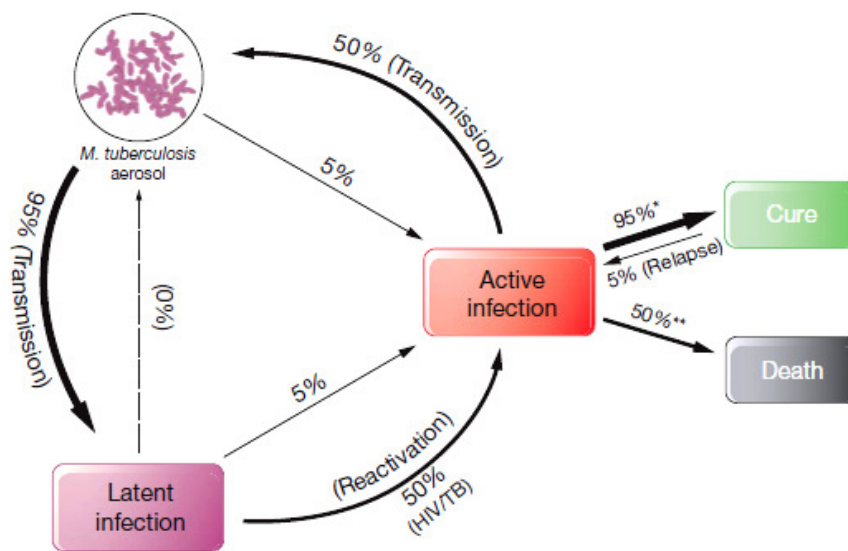 50% (Transmission)
M. tuberculosis
aerosol
5%
95% (Transmission)
(0%)
95%*
Cure
5% (Relapse)
Active
infection
50%**
Death
5%
(Reactivation)
50%
(HIV/TB)
Latent
infection